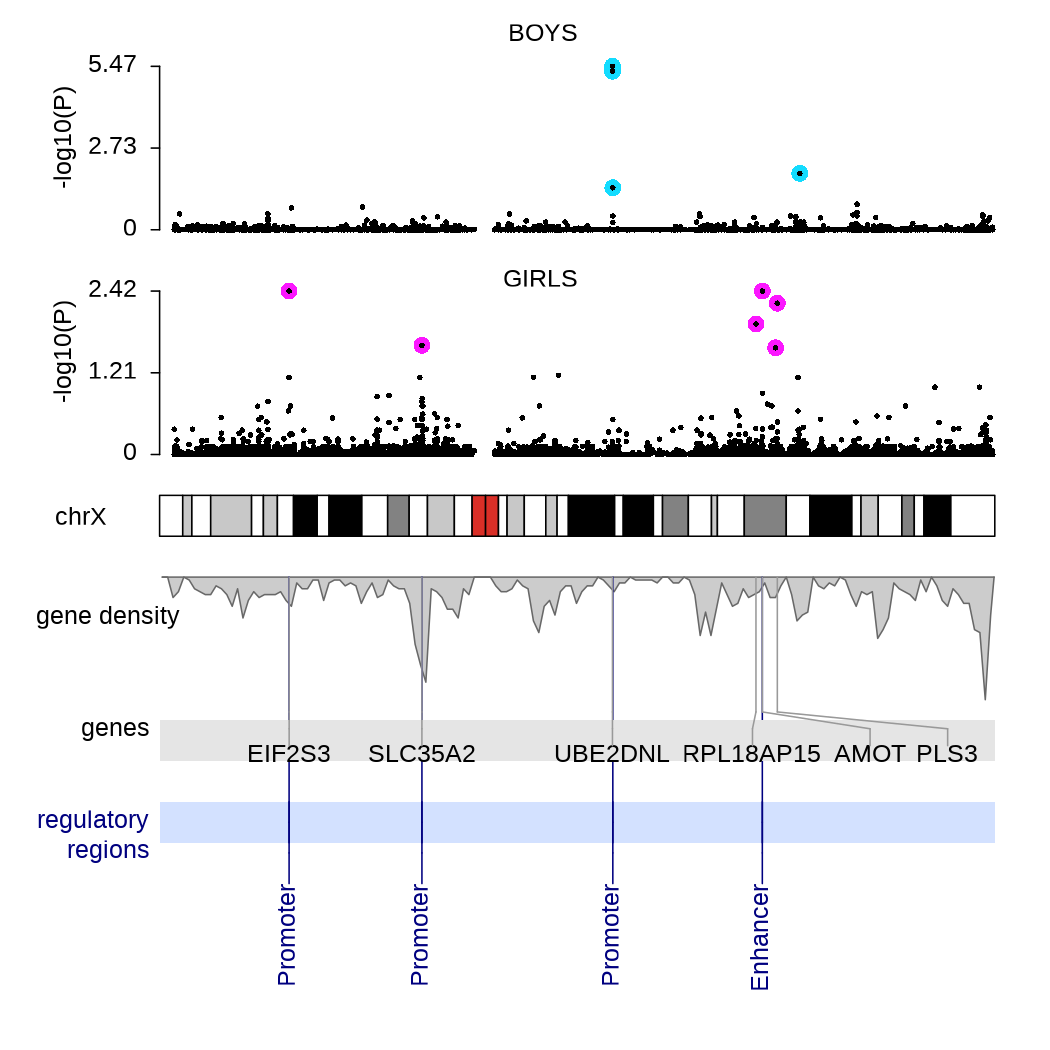 BOYS
5.47
2.73
0
-log10(P)
GIRLS
2.42
1.21
0
-log10(P)
chrX
gene density
genes
EIF2S3 SLC35A2 UBE2DNL RPL18AP15 AMOT PLS3
regulatory
regions
Promoter
Promoter
Promoter
Enhancer